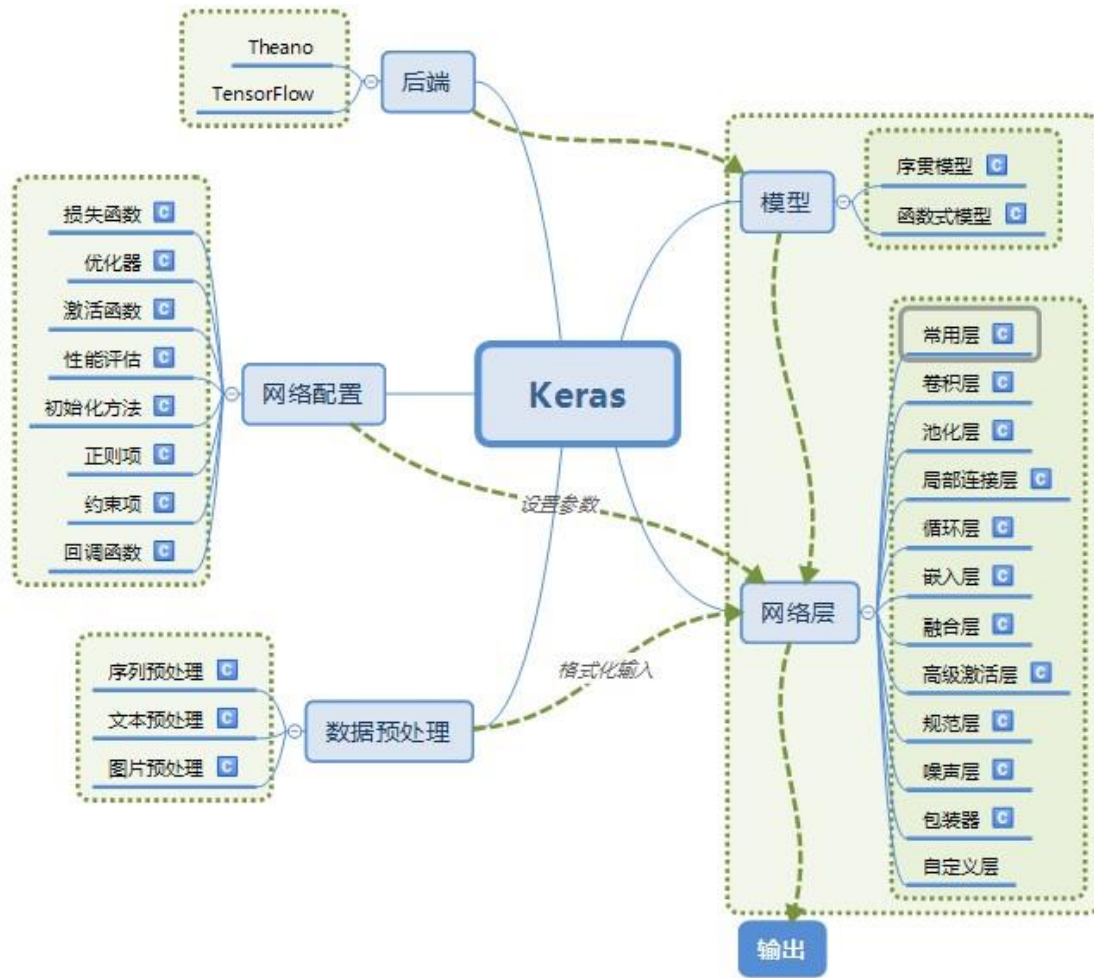 Theano
TensorFlow
后端
损失函数 C
优化器 C
激活函数 C
性能评估 C
初始化方法 C
正则项 C
约束项 C
回调函数 C
网络配置
Keras
模型
序贯模型 C
函数式模型 C
设置参数
网络层
常用层 C
卷积层 C
池化层 C
局部连接层 C
循环层 C
嵌入层 C
融合层 C
高级激活层 C
规范层 C
噪声层 C
包装器 C
自定义层
格式化输入
序列预处理 C
文本预处理 C
图片预处理 C
数据预处理
输出